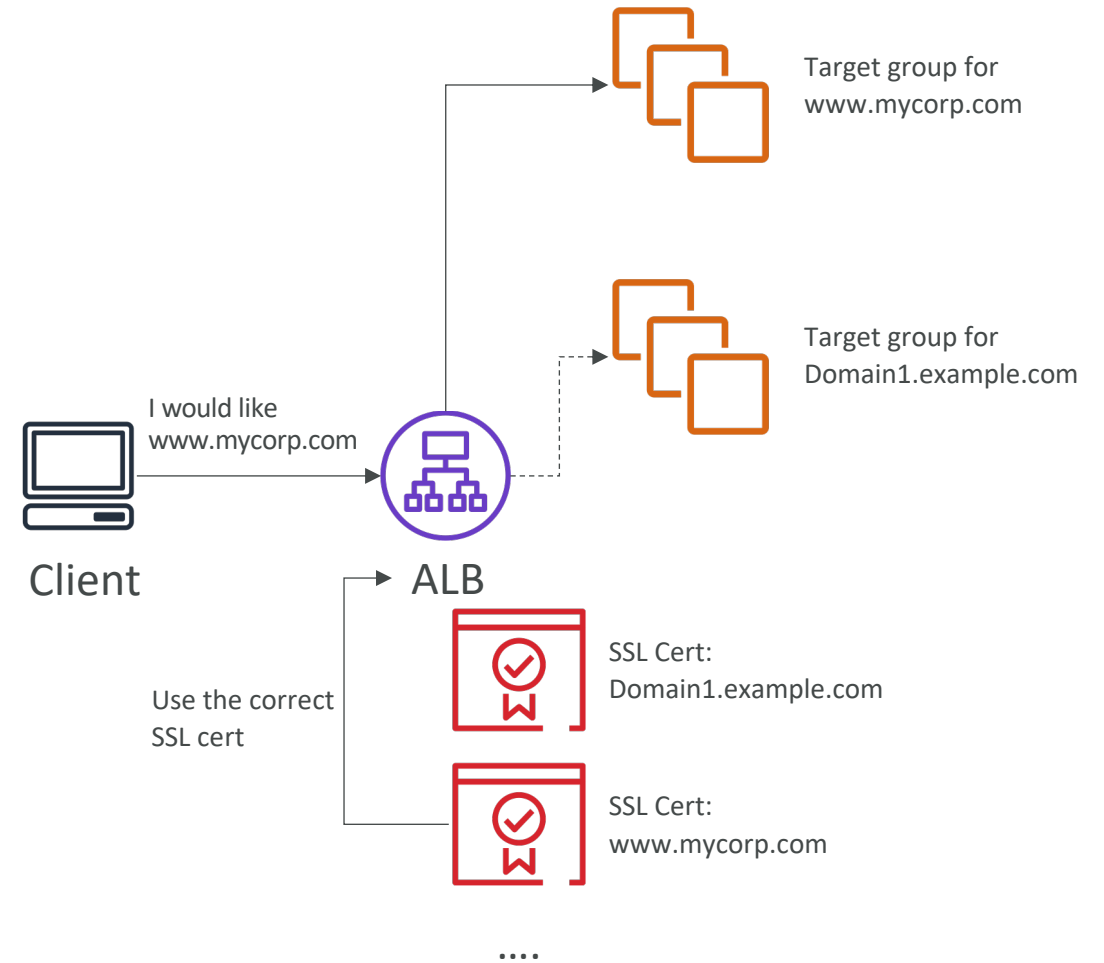 Target group for
www.mycorp.com
Target group for
Domain1.example.com
I would like
www.mycorp.com
Client
ALB
SSL Cert:
Domain1.example.com
Use the correct
SSL cert
SSL Cert:
www.mycorp.com
....